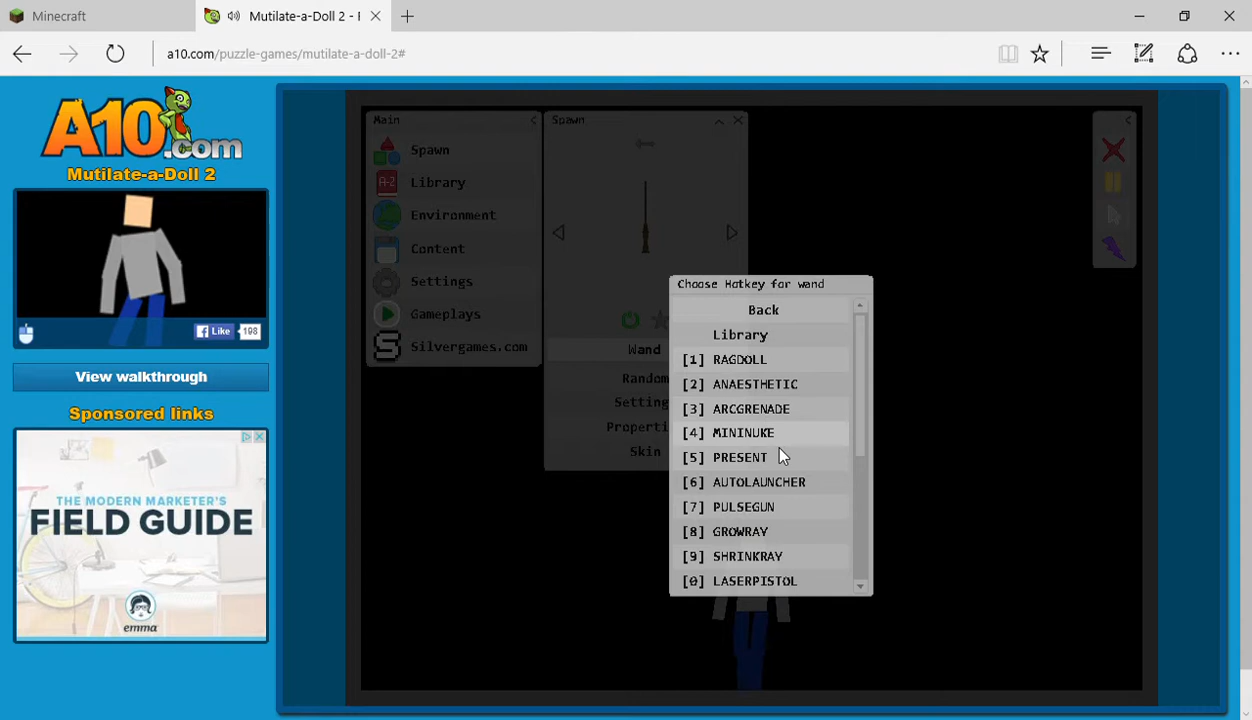 Minecraft
Mutilate-a-Doll 2 - F
a10.com/puzzle-games/mutilate-a-doll-2#
A10.com
Mutilate-a-Doll 2
Like 198
View walkthrough
Sponsored links
THE MODERN MARKETER'S
FIELD GUIDE
emma
Main
Spawn
Library
Environment
Content
Settings
Gameplays
Silvergames.com
Spawn
Wand
Random
Setting
Properti
Skin
Choose Hotkey for wand
Back
Library
[1] RAGDOLL
[2] ANAESTHETIC
[3] ARCGRENADE
[4] MININUKE
[5] PRESENT
[6] AUTOLAUNCHER
[7] PULSEGUN
[8] GROWRAY
[9] SHRINKRAY
[0] LASERPISTOL